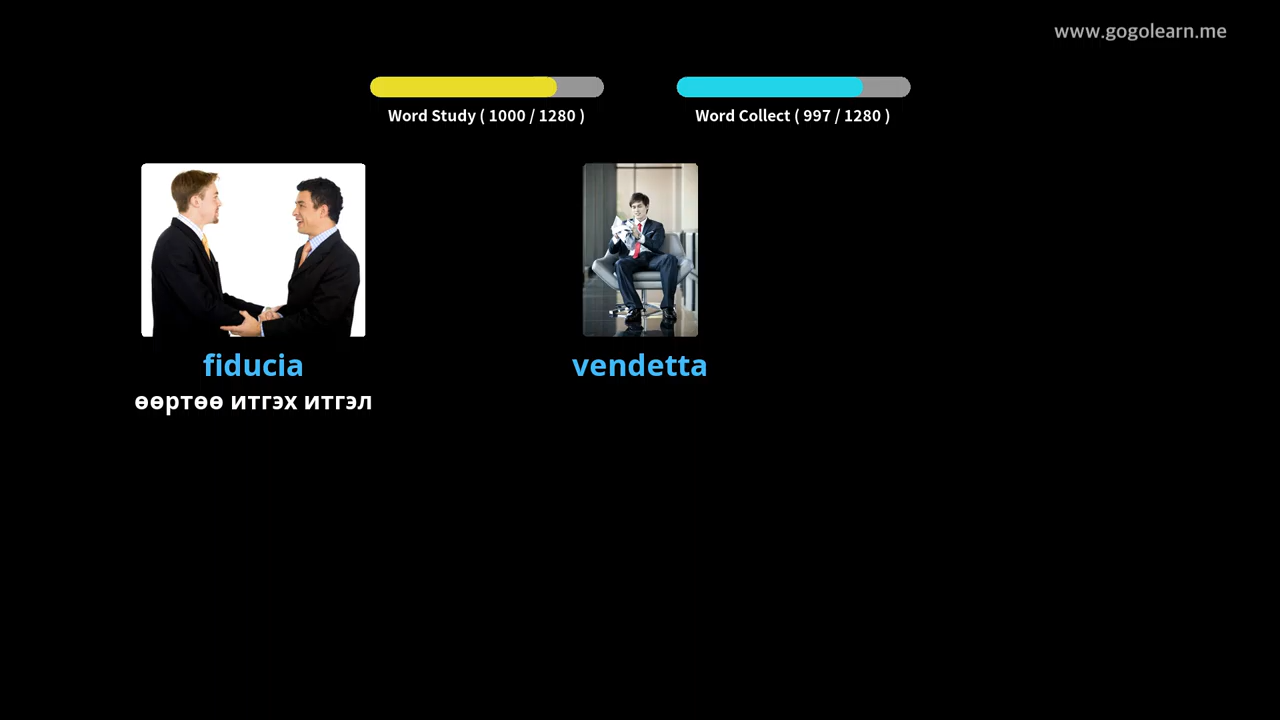 www.gogolearn.me
Word Study ( 1000 / 1280 )
Word Collect ( 997 / 1280 )
fiducia
өөртөө итгэх итгэл
vendetta